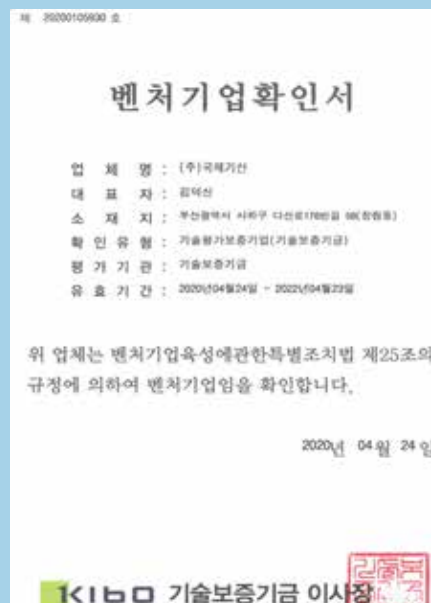 제 20200105930 호
벤처기업확인서
업 체 명 : (주)국제기산
대 표 자 : 김덕신
소 재 지 : 부산광역시 사하구 다산로178번길 (장림동)
확 인 유 형 : 기술평가보증기업(기술보증기금)
평 가 기 관 : 기술보증기금
유 효 기 간 : 2020년04월24일 ~ 2022년04월23일
위 업체는 벤처기업육성에관한특별조치법 제25조의
규정에 의하여 벤처기업임을 확인합니다.
2020년 04월 24일
KIBO 기술보증기금 이사장